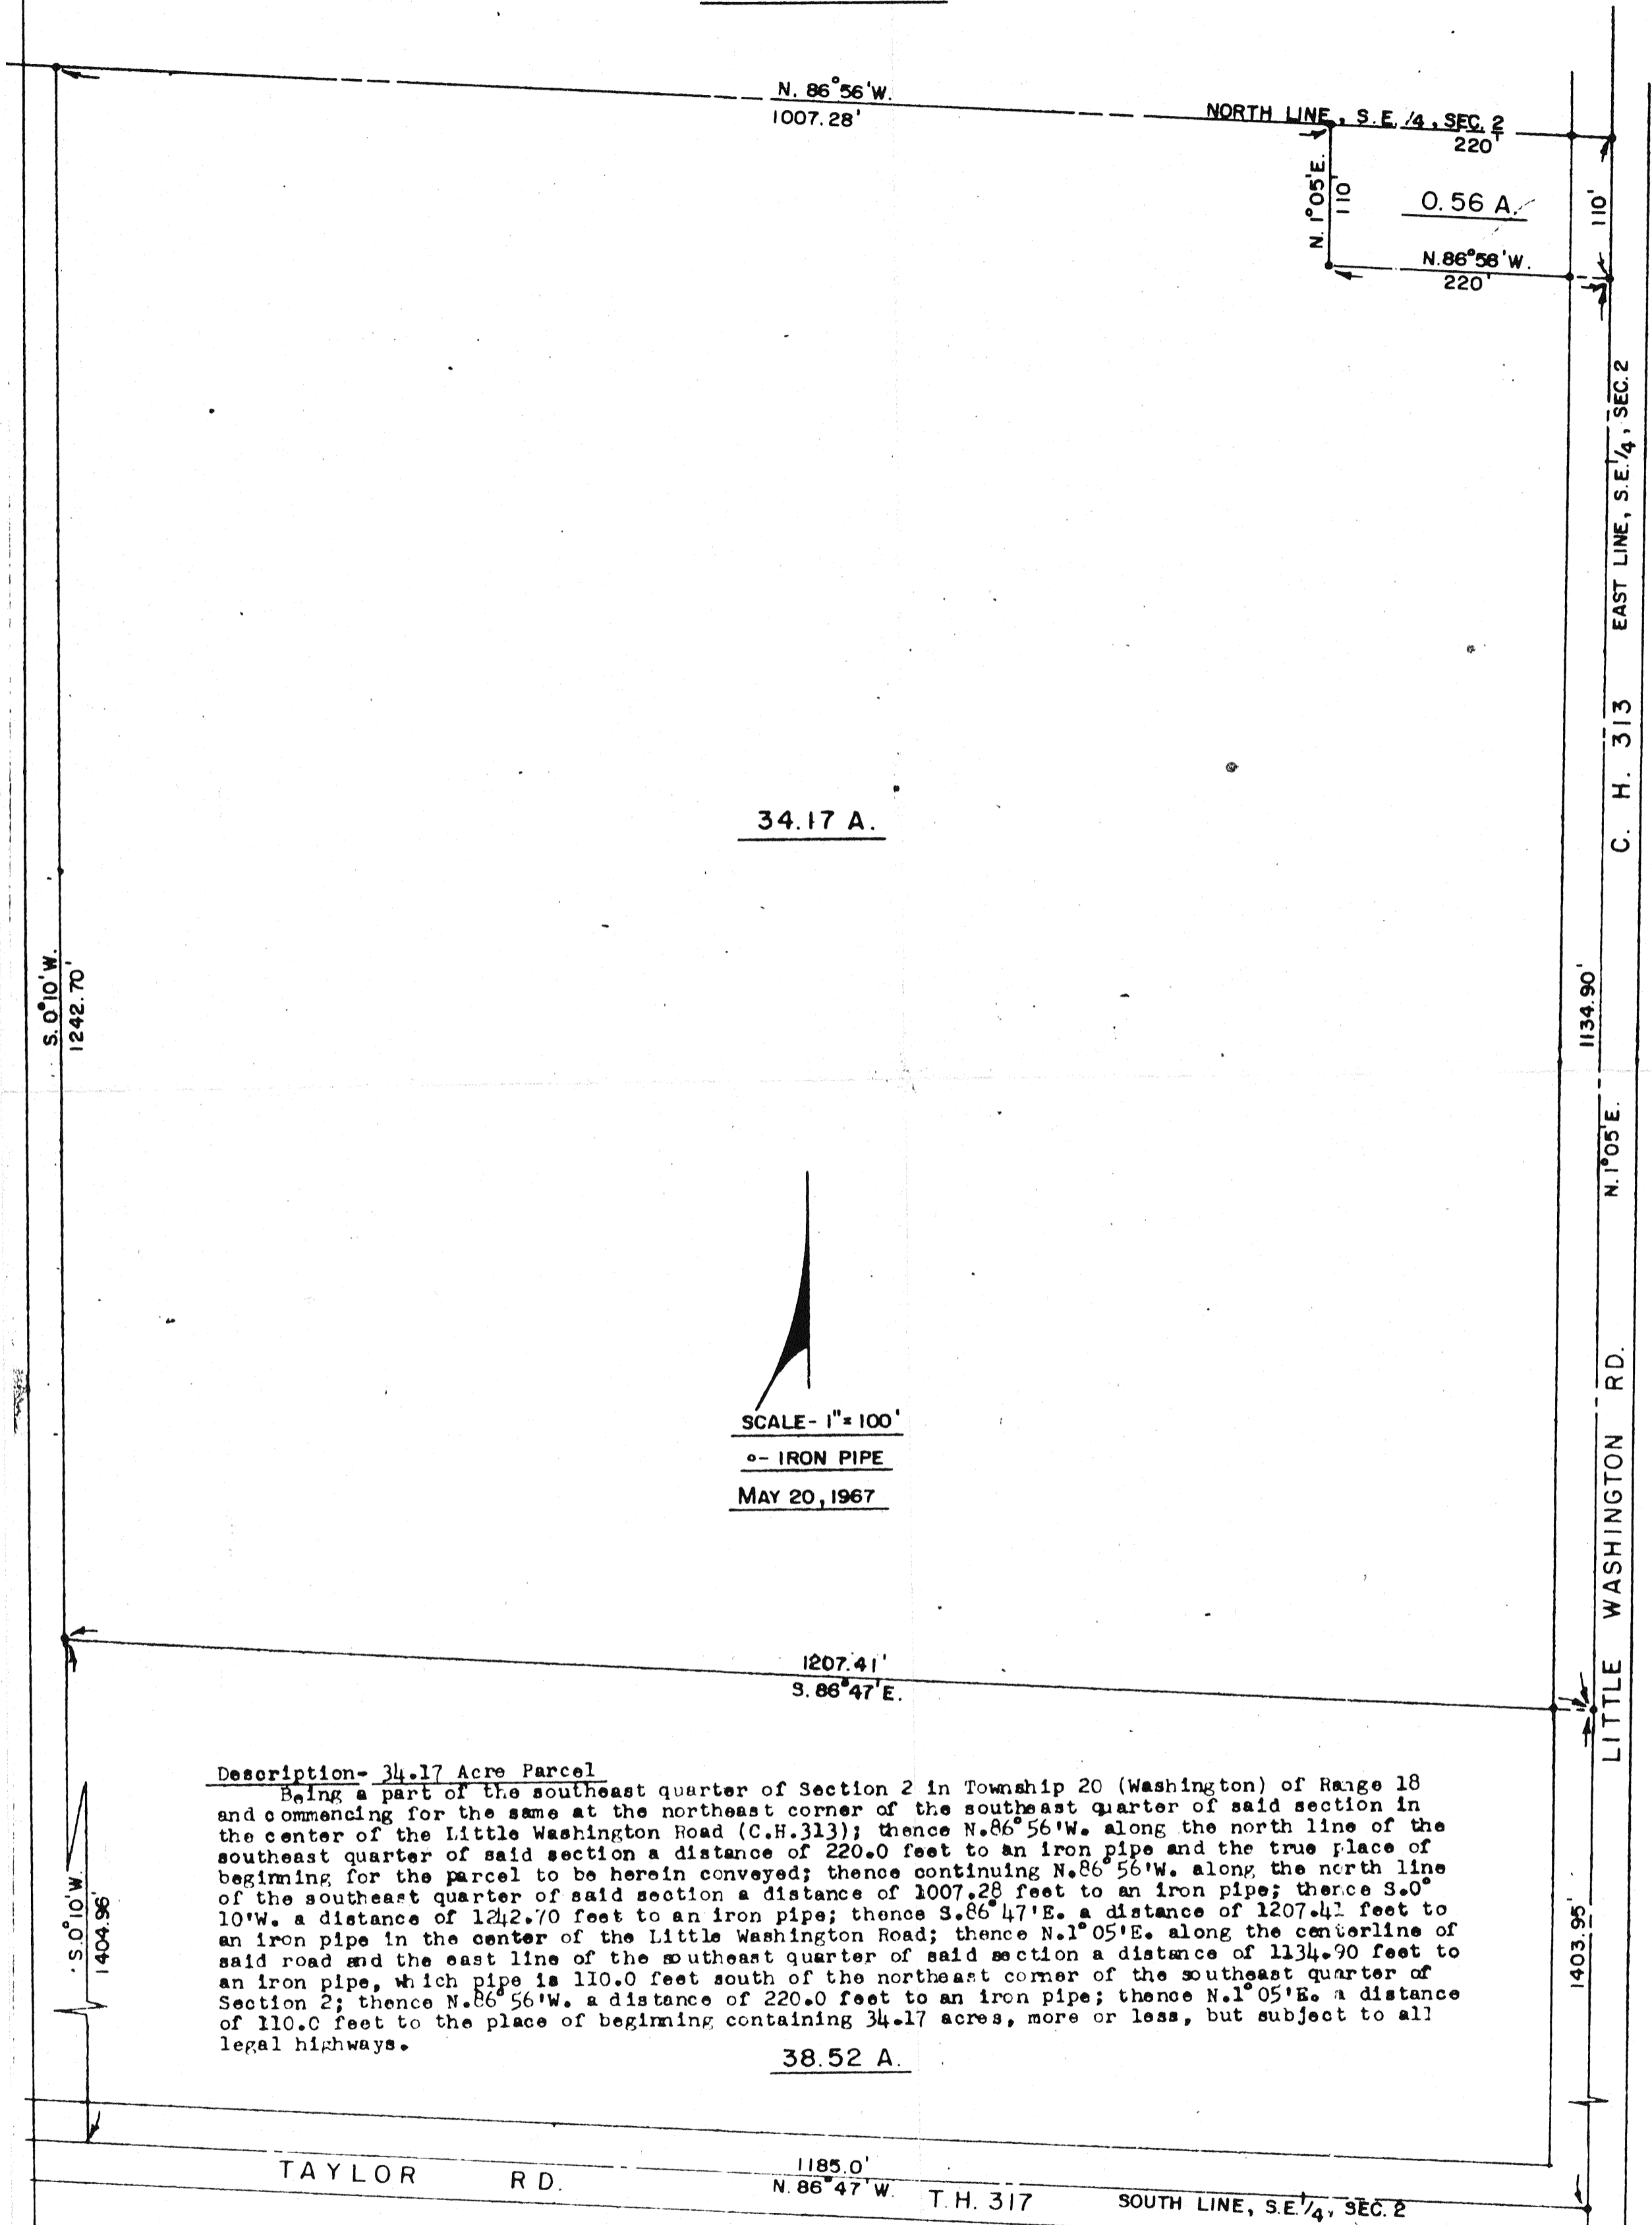 N. 86°56'W.
1007.28'
NORTH LINE, S.E. 1/4, SEC. 2
220'
N. 1°05'E.
110'
0.56 A.
110'
N. 86°56'W.
220'
EAST LINE, S.E. 1/4, SEC. 2
C. H. 313
34.17 A.
S. 0°10'W.
1242.70'
1134.90'
N. 1°05'E.
SCALE- 1"= 100'
o- IRON PIPE
MAY 20, 1967
LITTLE WASHINGTON RD.
1207.41'
S. 86°47'E.
Description- 34.17 Acre Parcel
Being a part of the southeast quarter of Section 2 in Township 20 (Washington) of Range 18
and commencing for the same at the northeast corner of the southeast quarter of said section in
the center of the Little Washington Road (C.H.313); thence N.86°56'W. along the north line of the
southeast quarter of said section a distance of 220.0 feet to an iron pipe and the true place of
beginning for the parcel to be herein conveyed; thence continuing N.86°56'W. along the north line
of the southeast quarter of said section a distance of 1007.28 feet to an iron pipe; thence S.0°
10'W. a distance of 1242.70 feet to an iron pipe; thence S.86°47'E. a distance of 1207.41 feet to
an iron pipe in the center of the Little Washington Road; thence N.1°05'E. along the centerline of
said road and the east line of the southeast quarter of said section a distance of 1134.90 feet to
an iron pipe, which pipe is 110.0 feet south of the northeast corner of the southeast quarter of
Section 2; thence N.86°56'W. a distance of 220.0 feet to an iron pipe; thence N.1°05'E. a distance
of 110.0 feet to the place of beginning containing 34.17 acres, more or less, but subject to all
legal highways.
S. 0°10'W.
1404.96'
1403.95'
38.52 A.
TAYLOR RD.
1185.0'
N. 86°47'W.
T. H. 317
SOUTH LINE, S.E. 1/4, SEC. 2